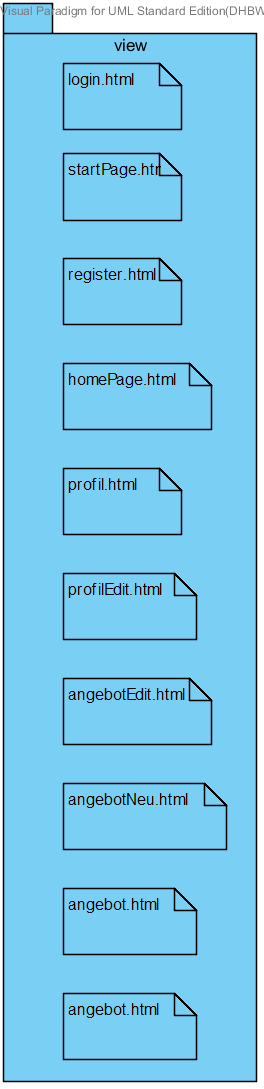 Visual Paradigm for UML Standard Edition(DHBW
view
login.html
startPage.htr
register.html
homePage.html
profil.html
profilEdit.html
angebotEdit.html
angebotNeu.html
angebot.html
angebot.html